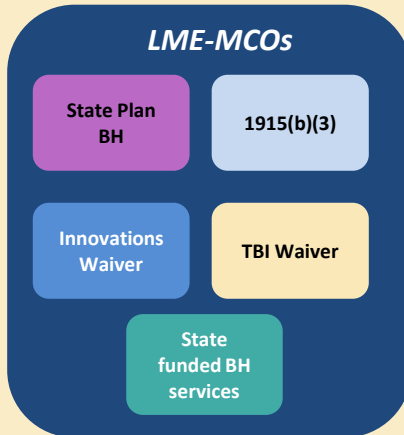 LME-MCOs
State Plan
BH
1915(b)(3)
Innovations
Waiver
TBI Waiver
State
funded BH
services